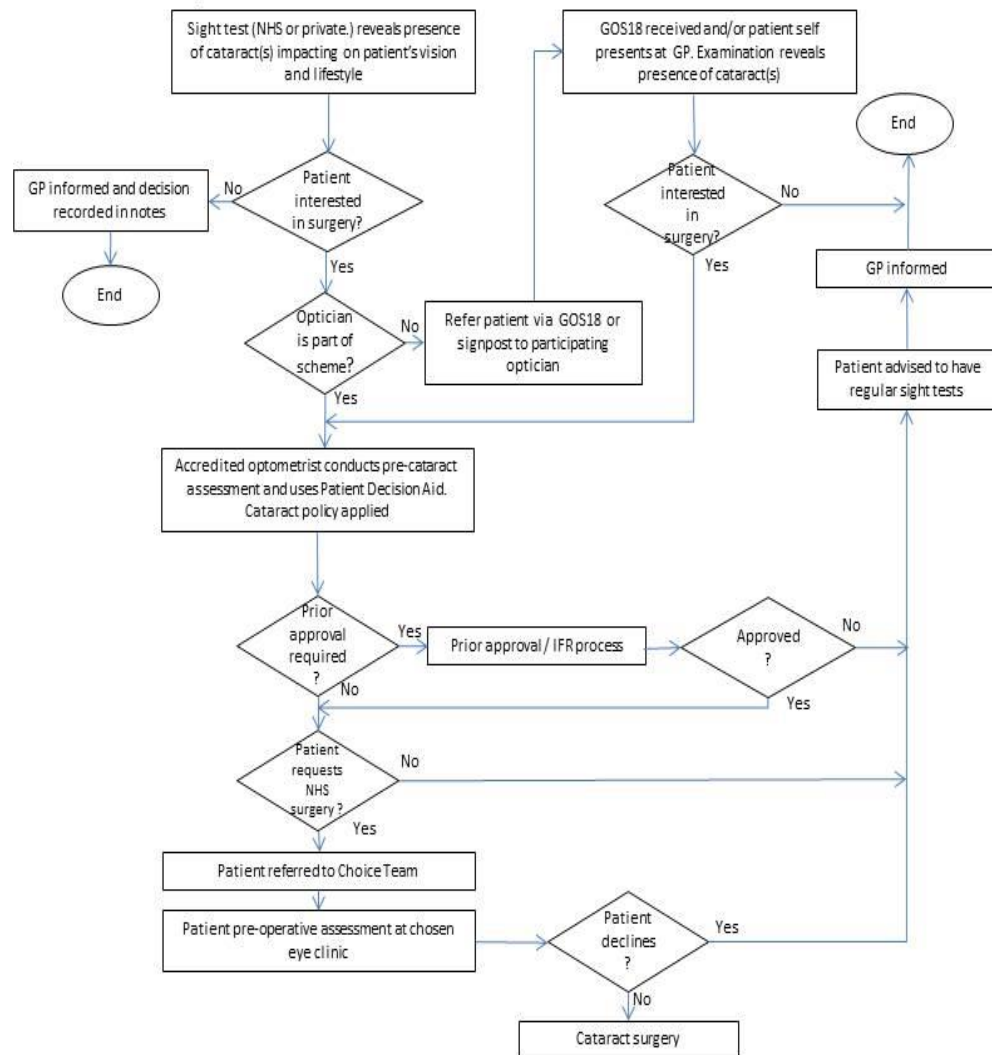 Sight test (NHS or private.) reveals presence
of cataract(s) impacting on patient's vision
and lifestyle
GOS18 received and/or patient self
presents at GP. Examination reveals
presence of cataract(s)
End
GP informed and decision
recorded in notes
No
Patient
interested
in surgery?
Patient
interested
in
surgery?
No
Yes
Yes
End
GP informed
Optician
is part of
scheme?
No
Refer patient via GOS18 or
signpost to participating
optician
Patient advised to have
regular sight tests
Yes
Accredited optometrist conducts pre-cataract
assessment and uses Patient Decision Aid.
Cataract policy applied
Prior
approval
required
?
Yes
Prior approval / IFR process
Approved
?
No
No
Yes
Patient
requests
NHS
surgery ?
No
Yes
Patient referred to Choice Team
Patient pre-operative assessment at chosen
eye clinic
Patient
declines
?
Yes
No
Cataract surgery